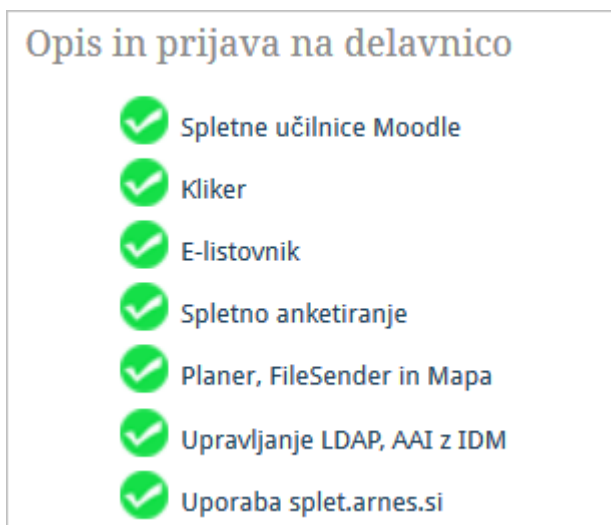 Opis in prijava na delavnico
Spletne učilnice Moodle
Kliker
E-listovnik
Spletno anketiranje
Planer, FileSender in Mapa
Upravljanje LDAP, AAI z IDM
Uporaba splet.arnes.si